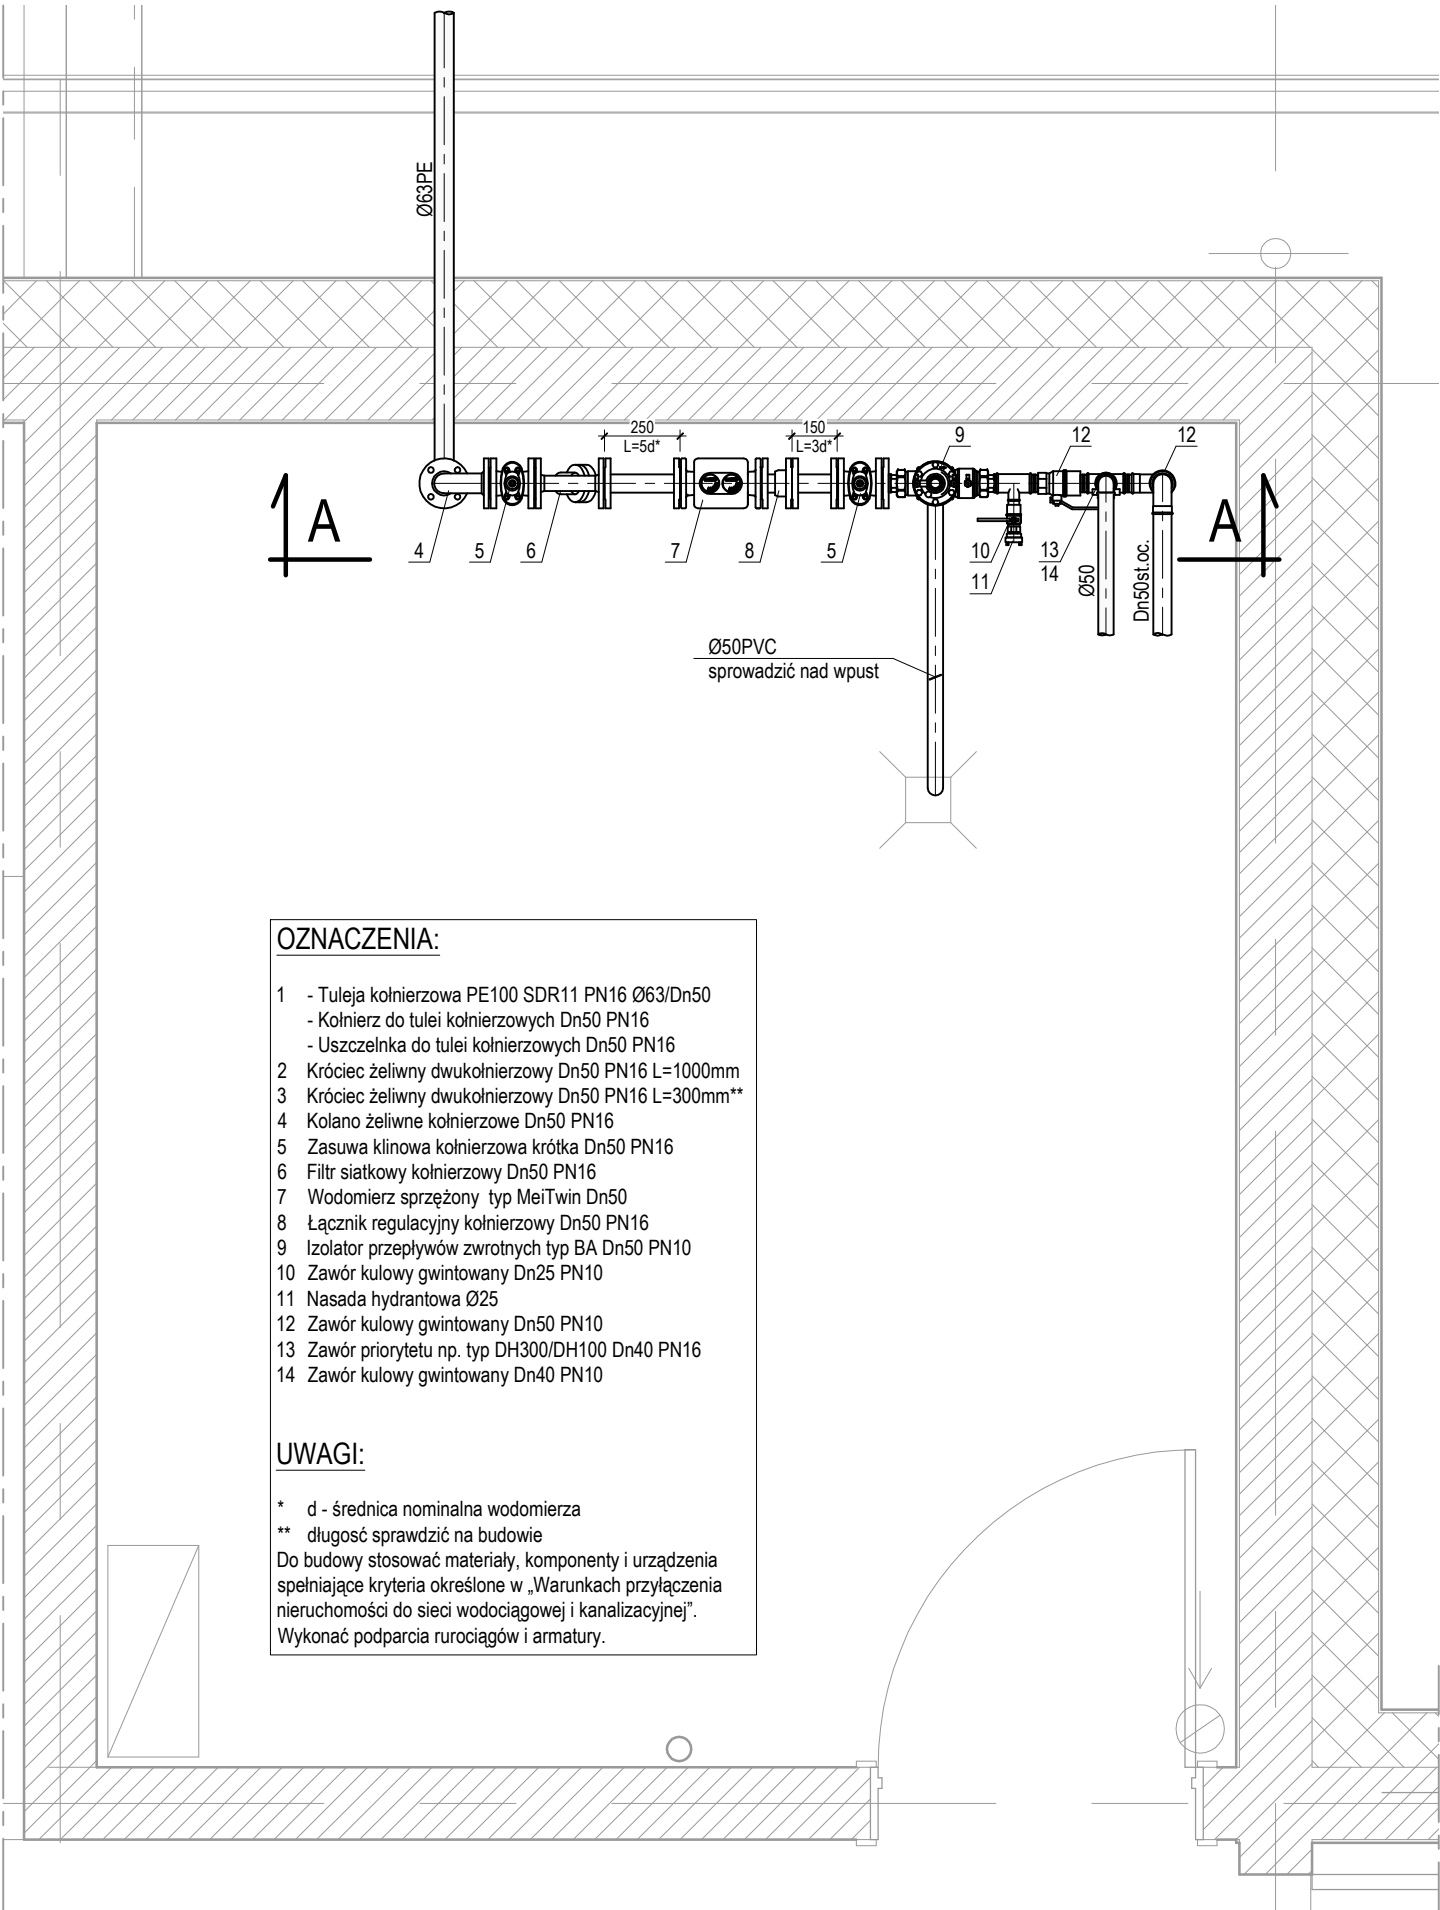 Ø63PE
250
L=5d*
150
L=3d*
9
12
12
A
A
4
5
6
7
8
5
10
11
13
14
Ø50
Dn50st.oc.
Ø50PVC
sprowadzić nad wpust
OZNACZENIA:
1 - Tuleja kołnierzowa PE100 SDR11 PN16 Ø63/Dn50
- Kołnierz do tulei kołnierzowych Dn50 PN16
- Uszczelnka do tulei kołnierzowych Dn50 PN16
2 Króciec żeliwny dwukołnierzowy Dn50 PN16 L=1000mm
3 Króciec żeliwny dwukołnierzowy Dn50 PN16 L=300mm**
4 Kolano żeliwne kołnierzowe Dn50 PN16
5 Zasuwa klinowa kołnierzowa krótka Dn50 PN16
6 Filtr siatkowy kołnierzowy Dn50 PN16
7 Wodomierz sprzężony typ MeiTwin Dn50
8 Łącznik regulacyjny kołnierzowy Dn50 PN16
9 Izolator przepływów zwrotnych typ BA Dn50 PN10
10 Zawór kulowy gwintowany Dn25 PN10
11 Nasada hydrantowa Ø25
12 Zawór kulowy gwintowany Dn50 PN10
13 Zawór priorytetu np. typ DH300/DH100 Dn40 PN16
14 Zawór kulowy gwintowany Dn40 PN10
UWAGI:
* d - średnica nominalna wodomierza
** długosć sprawdzić na budowie
Do budowy stosować materiały, komponenty i urządzenia
spełniające kryteria określone w „Warunkach przyłączenia
nieruchomości do sieci wodociągowej i kanalizacyjnej”.
Wykonać podparcia rurociągów i armatury.